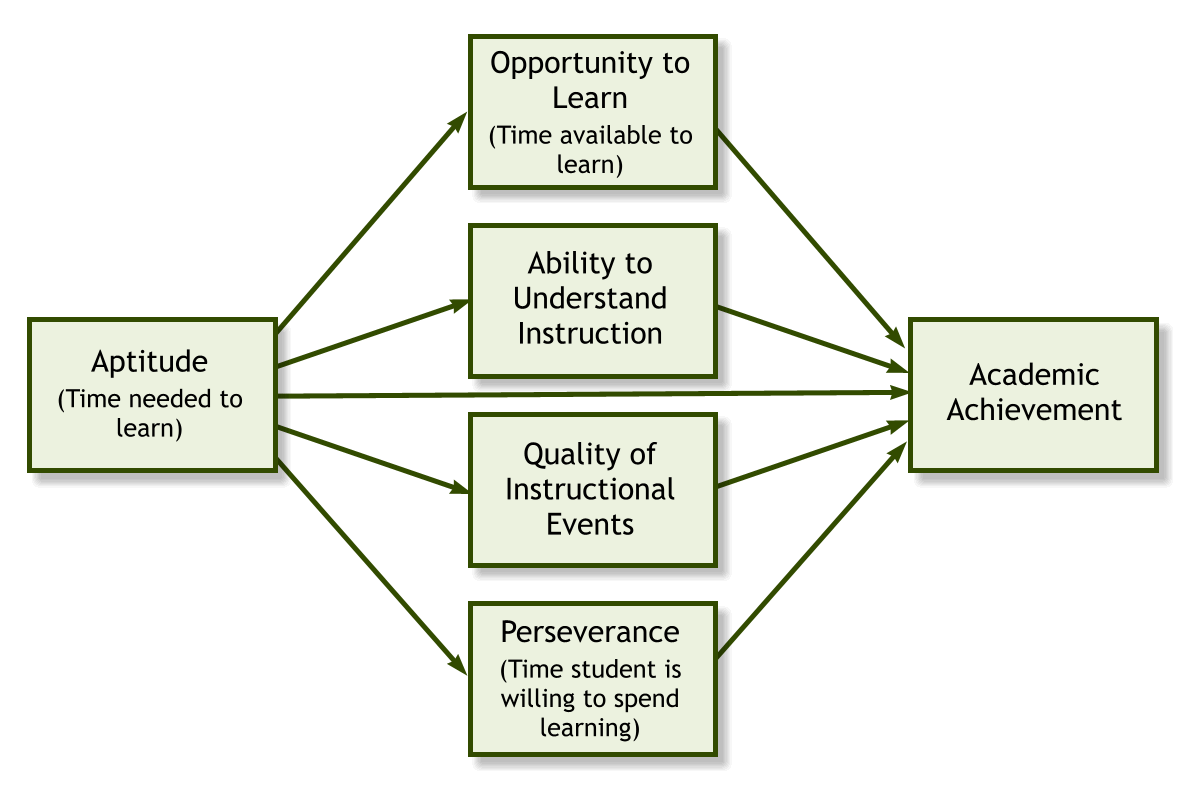 Opportunity to
Learn
(Time available to
learn)
Ability to
Understand
Instruction
Aptitude
(Time needed to
learn)
Academic
Achievement
Quality of
Instructional
Events
Perseverance
(Time student is
willing to spend
learning)